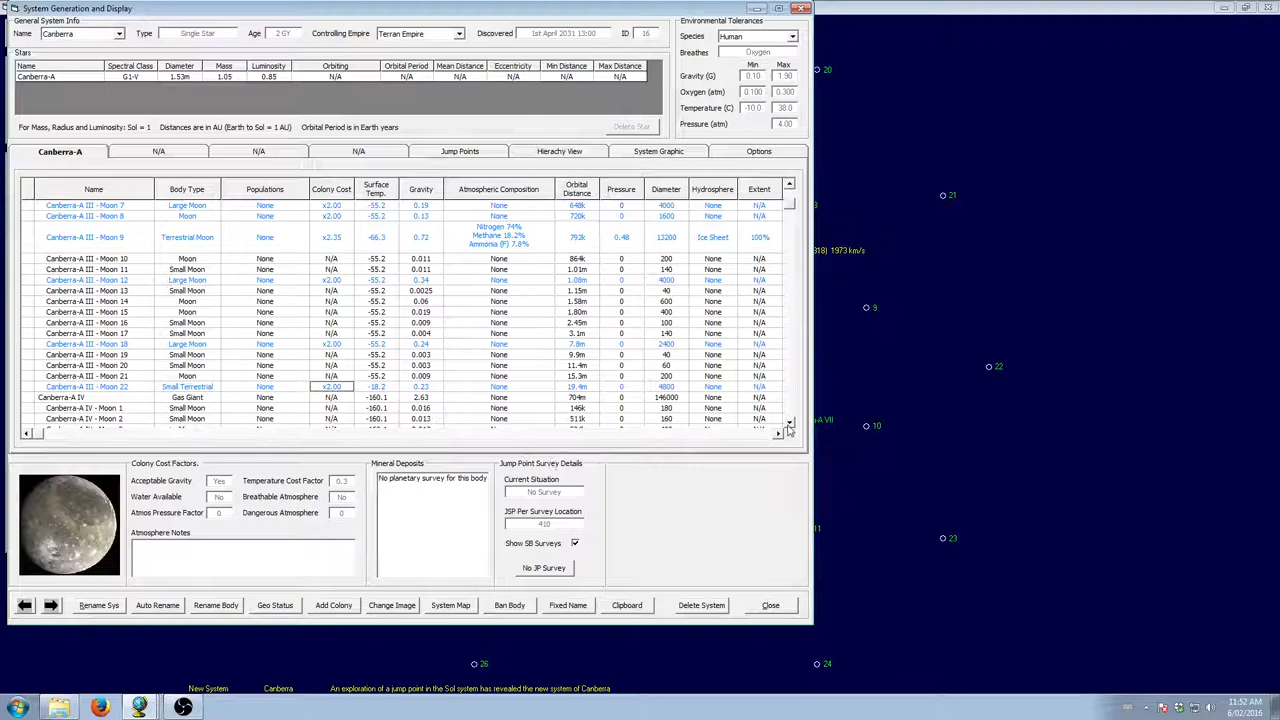 System Generation and Display
General System Info
Name Canberra Type Single Star Age 2 GY Controlling Empire Terran Empire Discovered 1st April 2031 13:00 ID 16
Stars
Name Spectral Class Diameter Mass Luminosity Orbiting Orbital Period Mean Distance Eccentricity Min Distance Max Distance
Canberra-A G1-V 1.53m 1.05 0.85 N/A N/A N/A N/A N/A N/A
For Mass, Radius and Luminosity: Sol = 1 Distances are in AU (Earth to Sol = 1 AU) Orbital Period is in Earth years Delete Star
Environmental Tolerances
Species Human
Breathes Oxygen
Min Max
Gravity (G) 0.10 1.90
Oxygen (atm) 0.100 0.300
Temperature (C) -10.0 38.0
Pressure (atm) 4.00
Canberra-A N/A N/A N/A Jump Points Hierachy View System Graphic Options
Name Body Type Populations Colony Cost Surface Temp. Gravity Atmospheric Composition Orbital Distance Pressure Diameter Hydrosphere Extent
Canberra-A III - Moon 7 Large Moon None x2.00 -55.2 0.19 None 648k 0 4000 None N/A
Canberra-A III - Moon 8 Moon None x2.00 -55.2 0.13 None 720k 0 1600 None N/A
Canberra-A III - Moon 9 Terrestrial Moon None x2.35 -66.3 0.72 Nitrogen 74% Methane 18.2% Ammonia (F) 7.8% 792k 0.48 13200 Ice Sheet 100%
Canberra-A III - Moon 10 Moon None N/A -55.2 0.011 None 864k 0 200 None N/A
Canberra-A III - Moon 11 Small Moon None N/A -55.2 0.011 None 1.01m 0 140 None N/A
Canberra-A III - Moon 12 Large Moon None x2.00 -55.2 0.34 None 1.08m 0 4000 None N/A
Canberra-A III - Moon 13 Small Moon None N/A -55.2 0.0025 None 1.15m 0 40 None N/A
Canberra-A III - Moon 14 Moon None N/A -55.2 0.06 None 1.58m 0 600 None N/A
Canberra-A III - Moon 15 Moon None N/A -55.2 0.019 None 1.80m 0 400 None N/A
Canberra-A III - Moon 16 Small Moon None N/A -55.2 0.009 None 2.45m 0 100 None N/A
Canberra-A III - Moon 17 Small Moon None N/A -55.2 0.004 None 3.1m 0 140 None N/A
Canberra-A III - Moon 18 Large Moon None x2.00 -55.2 0.24 None 7.8m 0 2400 None N/A
Canberra-A III - Moon 19 Small Moon None N/A -55.2 0.003 None 9.9m 0 40 None N/A
Canberra-A III - Moon 20 Small Moon None N/A -55.2 0.003 None 11.4m 0 60 None N/A
Canberra-A III - Moon 21 Moon None N/A -55.2 0.009 None 15.3m 0 200 None N/A
Canberra-A III - Moon 22 Small Terrestrial None x2.00 -18.2 0.23 None 19.4m 0 4800 None N/A
Canberra-A IV Gas Giant None N/A -160.1 2.63 None 704m 0 146000 None N/A
Canberra-A IV - Moon 1 Small Moon None N/A -160.1 0.016 None 146k 0 180 None N/A
Canberra-A IV - Moon 2 Small Moon None N/A -160.1 0.013 None 511k 0 160 None N/A
Colony Cost Factors.
Acceptable Gravity Yes Temperature Cost Factor 0.3
Water Available No Breathable Atmosphere No
Atmos Pressure Factor 0 Dangerous Atmosphere 0
Atmosphere Notes
Mineral Deposits
No planetary survey for this body
Jump Point Survey Details
Current Situation
No Survey
JSP Per Survey Location
410
Show SB Surveys
No JP Survey
Rename Sys Auto Rename Rename Body Geo Status Add Colony Change Image System Map Ban Body Fixed Name Clipboard Delete System Close
20
21
318) 1973 km/s
9
22
+A VII
10
11
23
26
24
New System Canberra An exploration of a jump point in the Sol system has revealed the new system of Canberra
11:52 AM
6/02/2016